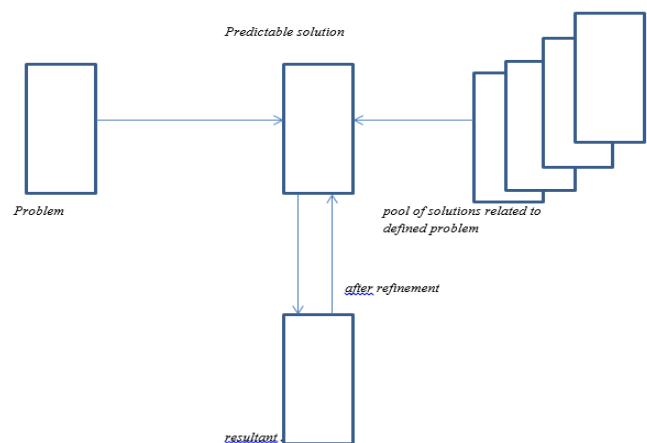 Predictable solution
Problem
pool of solutions related to
defined problem
after refinement
resultant .